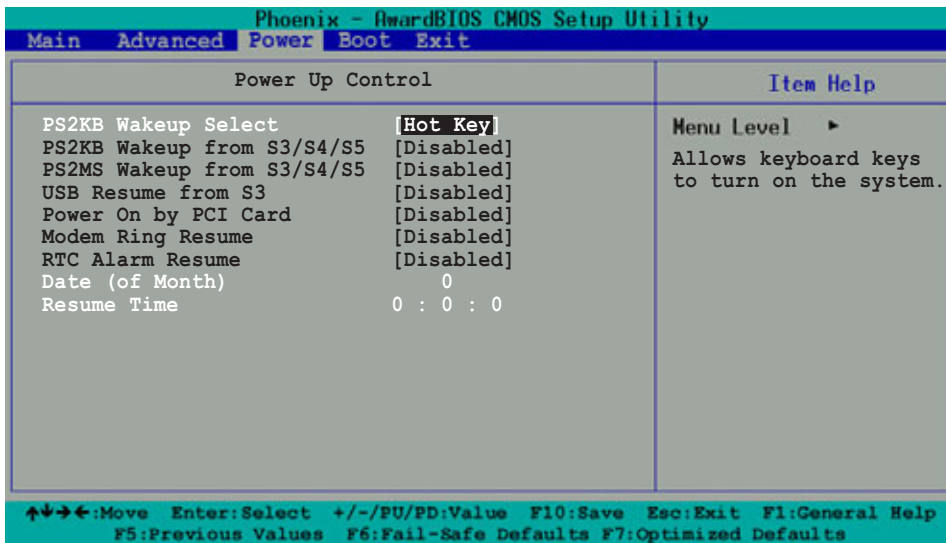 Phoenix - AwardBIOS CMOS Setup Utility
Main Advanced Power Boot Exit
Power Up Control
Item Help
PS2KB Wakeup Select [Hot Key]
PS2KB Wakeup from S3/S4/S5 [Disabled]
PS2MS Wakeup from S3/S4/S5 [Disabled]
USB Resume from S3 [Disabled]
Power On by PCI Card [Disabled]
Modem Ring Resume [Disabled]
RTC Alarm Resume [Disabled]
Date (of Month) 0
Resume Time 0 : 0 : 0
Menu Level ►
Allows keyboard keys
to turn on the system.
↑↓→←:Move Enter:Select +/-/PU/PD:Value F10:Save Esc:Exit F1:General Help
F5:Previous Values F6:Fail-Safe Defaults F7:Optimized Defaults